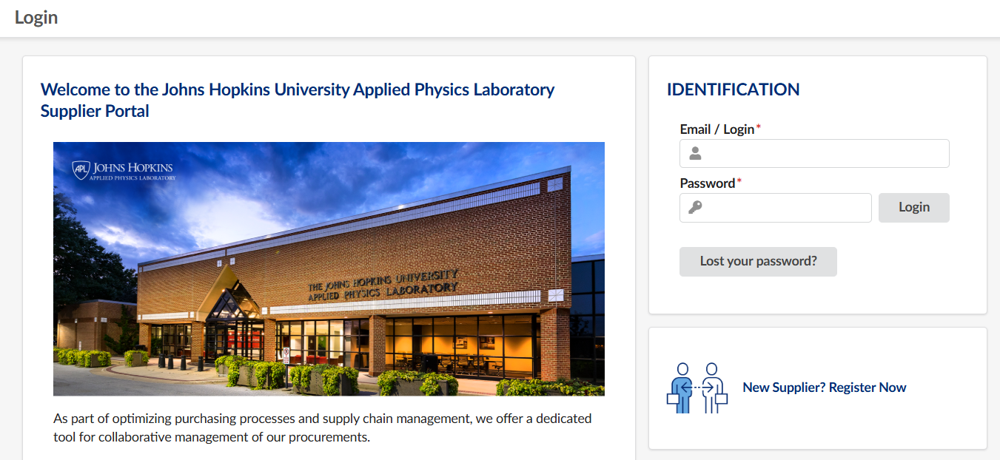 Login
Welcome to the Johns Hopkins University Applied Physics Laboratory
Supplier Portal
APL JOHNS HOPKINS
APPLIED PHYSICS LABORATORY
THE JOHNS HOPKINS UNIVERSITY
APPLIED PHYSICS LABORATORY
As part of optimizing purchasing processes and supply chain management, we offer a dedicated
tool for collaborative management of our procurements.
IDENTIFICATION
Email / Login*
Password*
Login
Lost your password?
New Supplier? Register Now